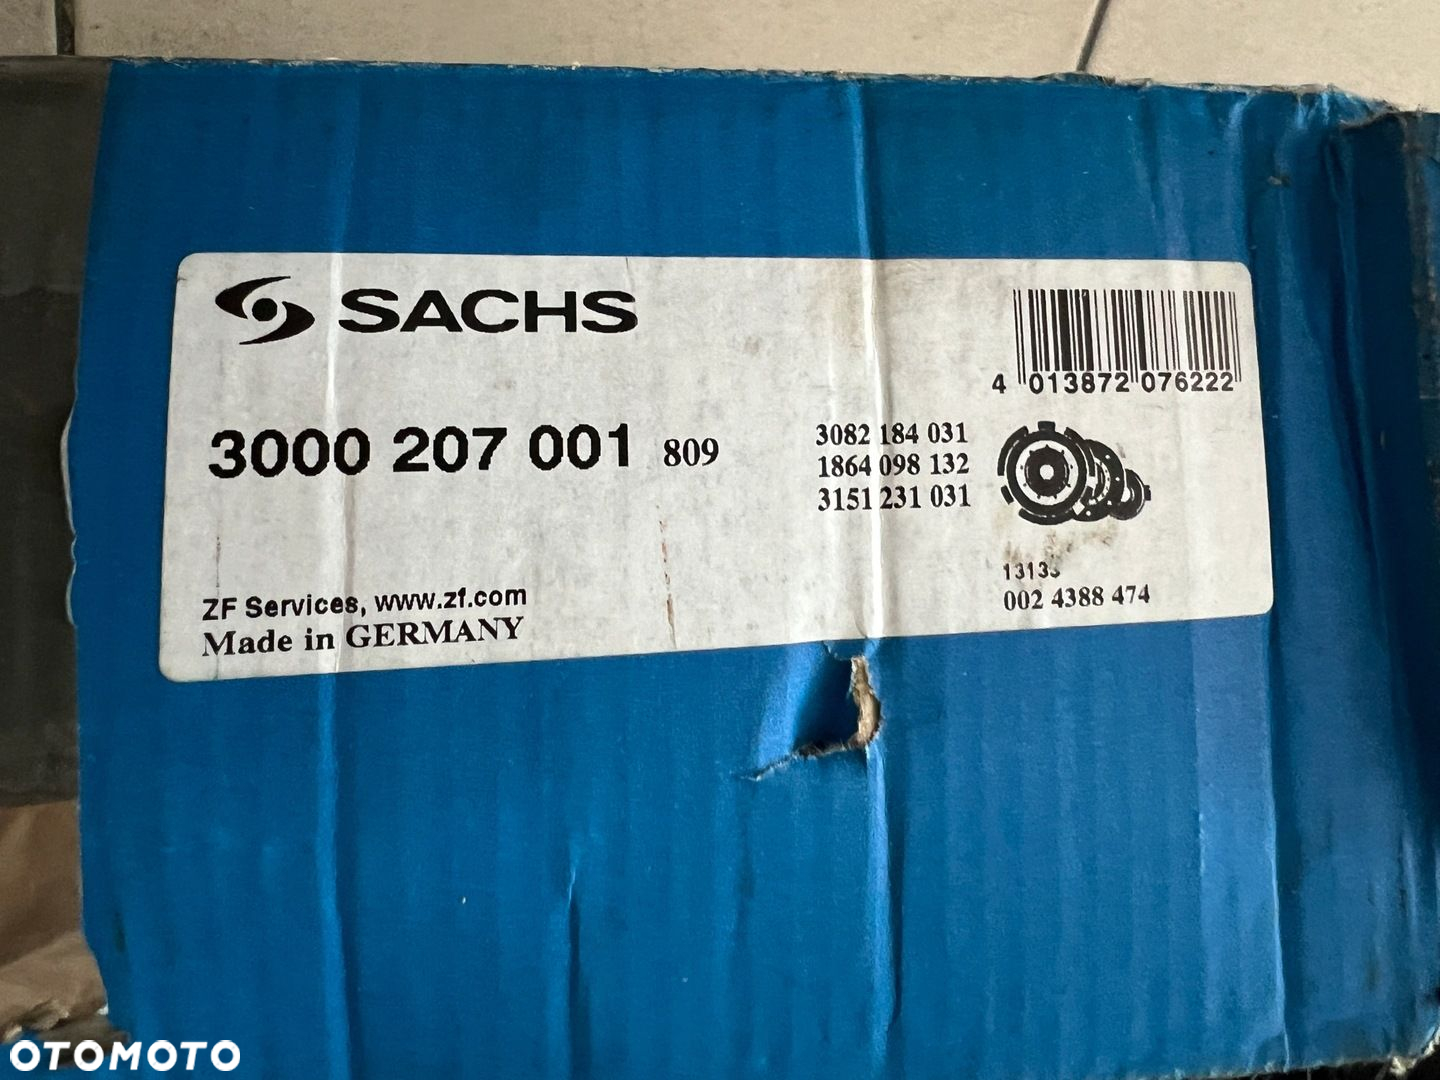 SACHS
4 013872 076222
3000 207 001 809
3082 184 031
1864 098 132
3151 231 031
ZF Services, www.zf.com
Made in GERMANY
002 4388 474
OTOMOTO